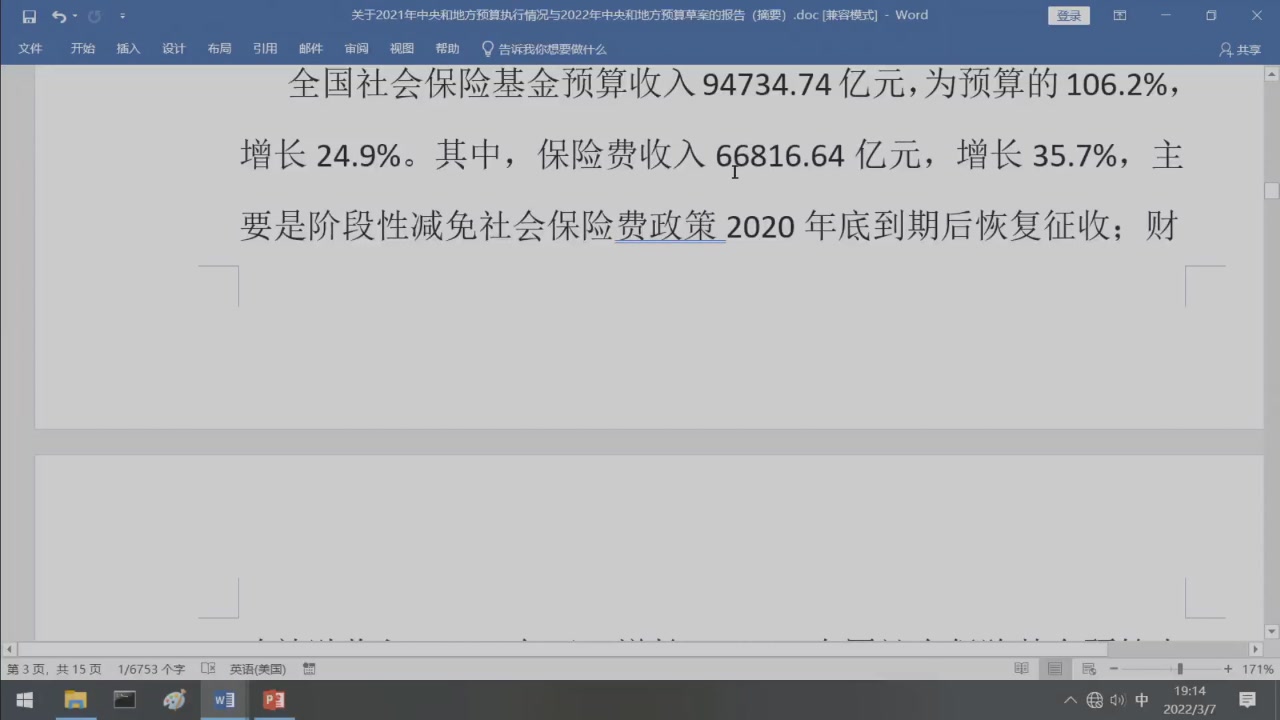 关于2021年中央和地方预算执行情况与2022年中央和地方预算草案的报告（摘要）.doc [兼容模式] - Word
登录
文件 开始 插入 设计 布局 引用 邮件 审阅 视图 帮助 告诉我你想要做什么 共享
全国社会保险基金预算收入 94734.74 亿元，为预算的 106.2%，
增长 24.9%。其中，保险费收入 66816.64 亿元，增长 35.7%，主
要是阶段性减免社会保险费政策 2020 年底到期后恢复征收；财
第 3 页，共 15 页 1/6753 个字 英语(美国) 171%
中 19:14
2022/3/7